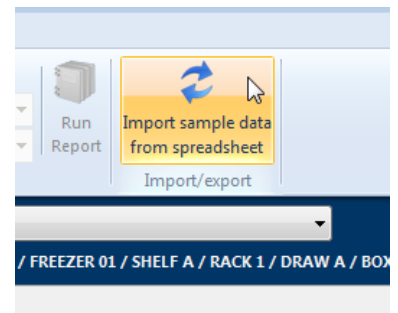 Run
Report
Import sample data
from spreadsheet
Import/export
/ FREEZER 01 / SHELF A / RACK 1 / DRAW A / BOX